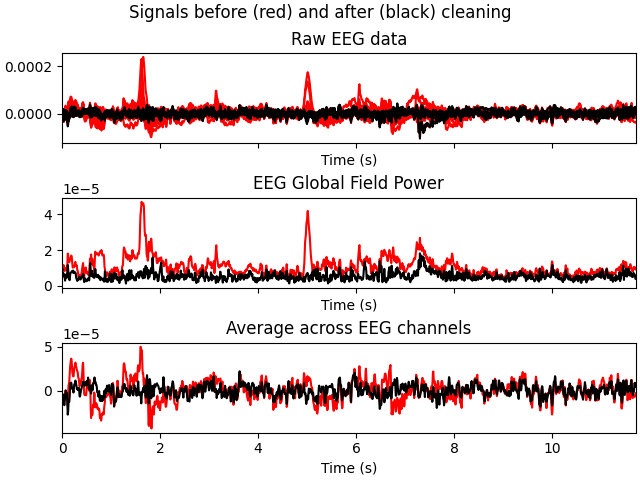 Signals before (red) and after (black) cleaning
Raw EEG data
0.0002
0.0000
Time (s)
EEG Global Field Power
1e−5
4
2
0
Time (s)
Average across EEG channels
1e−5
5
0
0 2 4 6 8 10
Time (s)